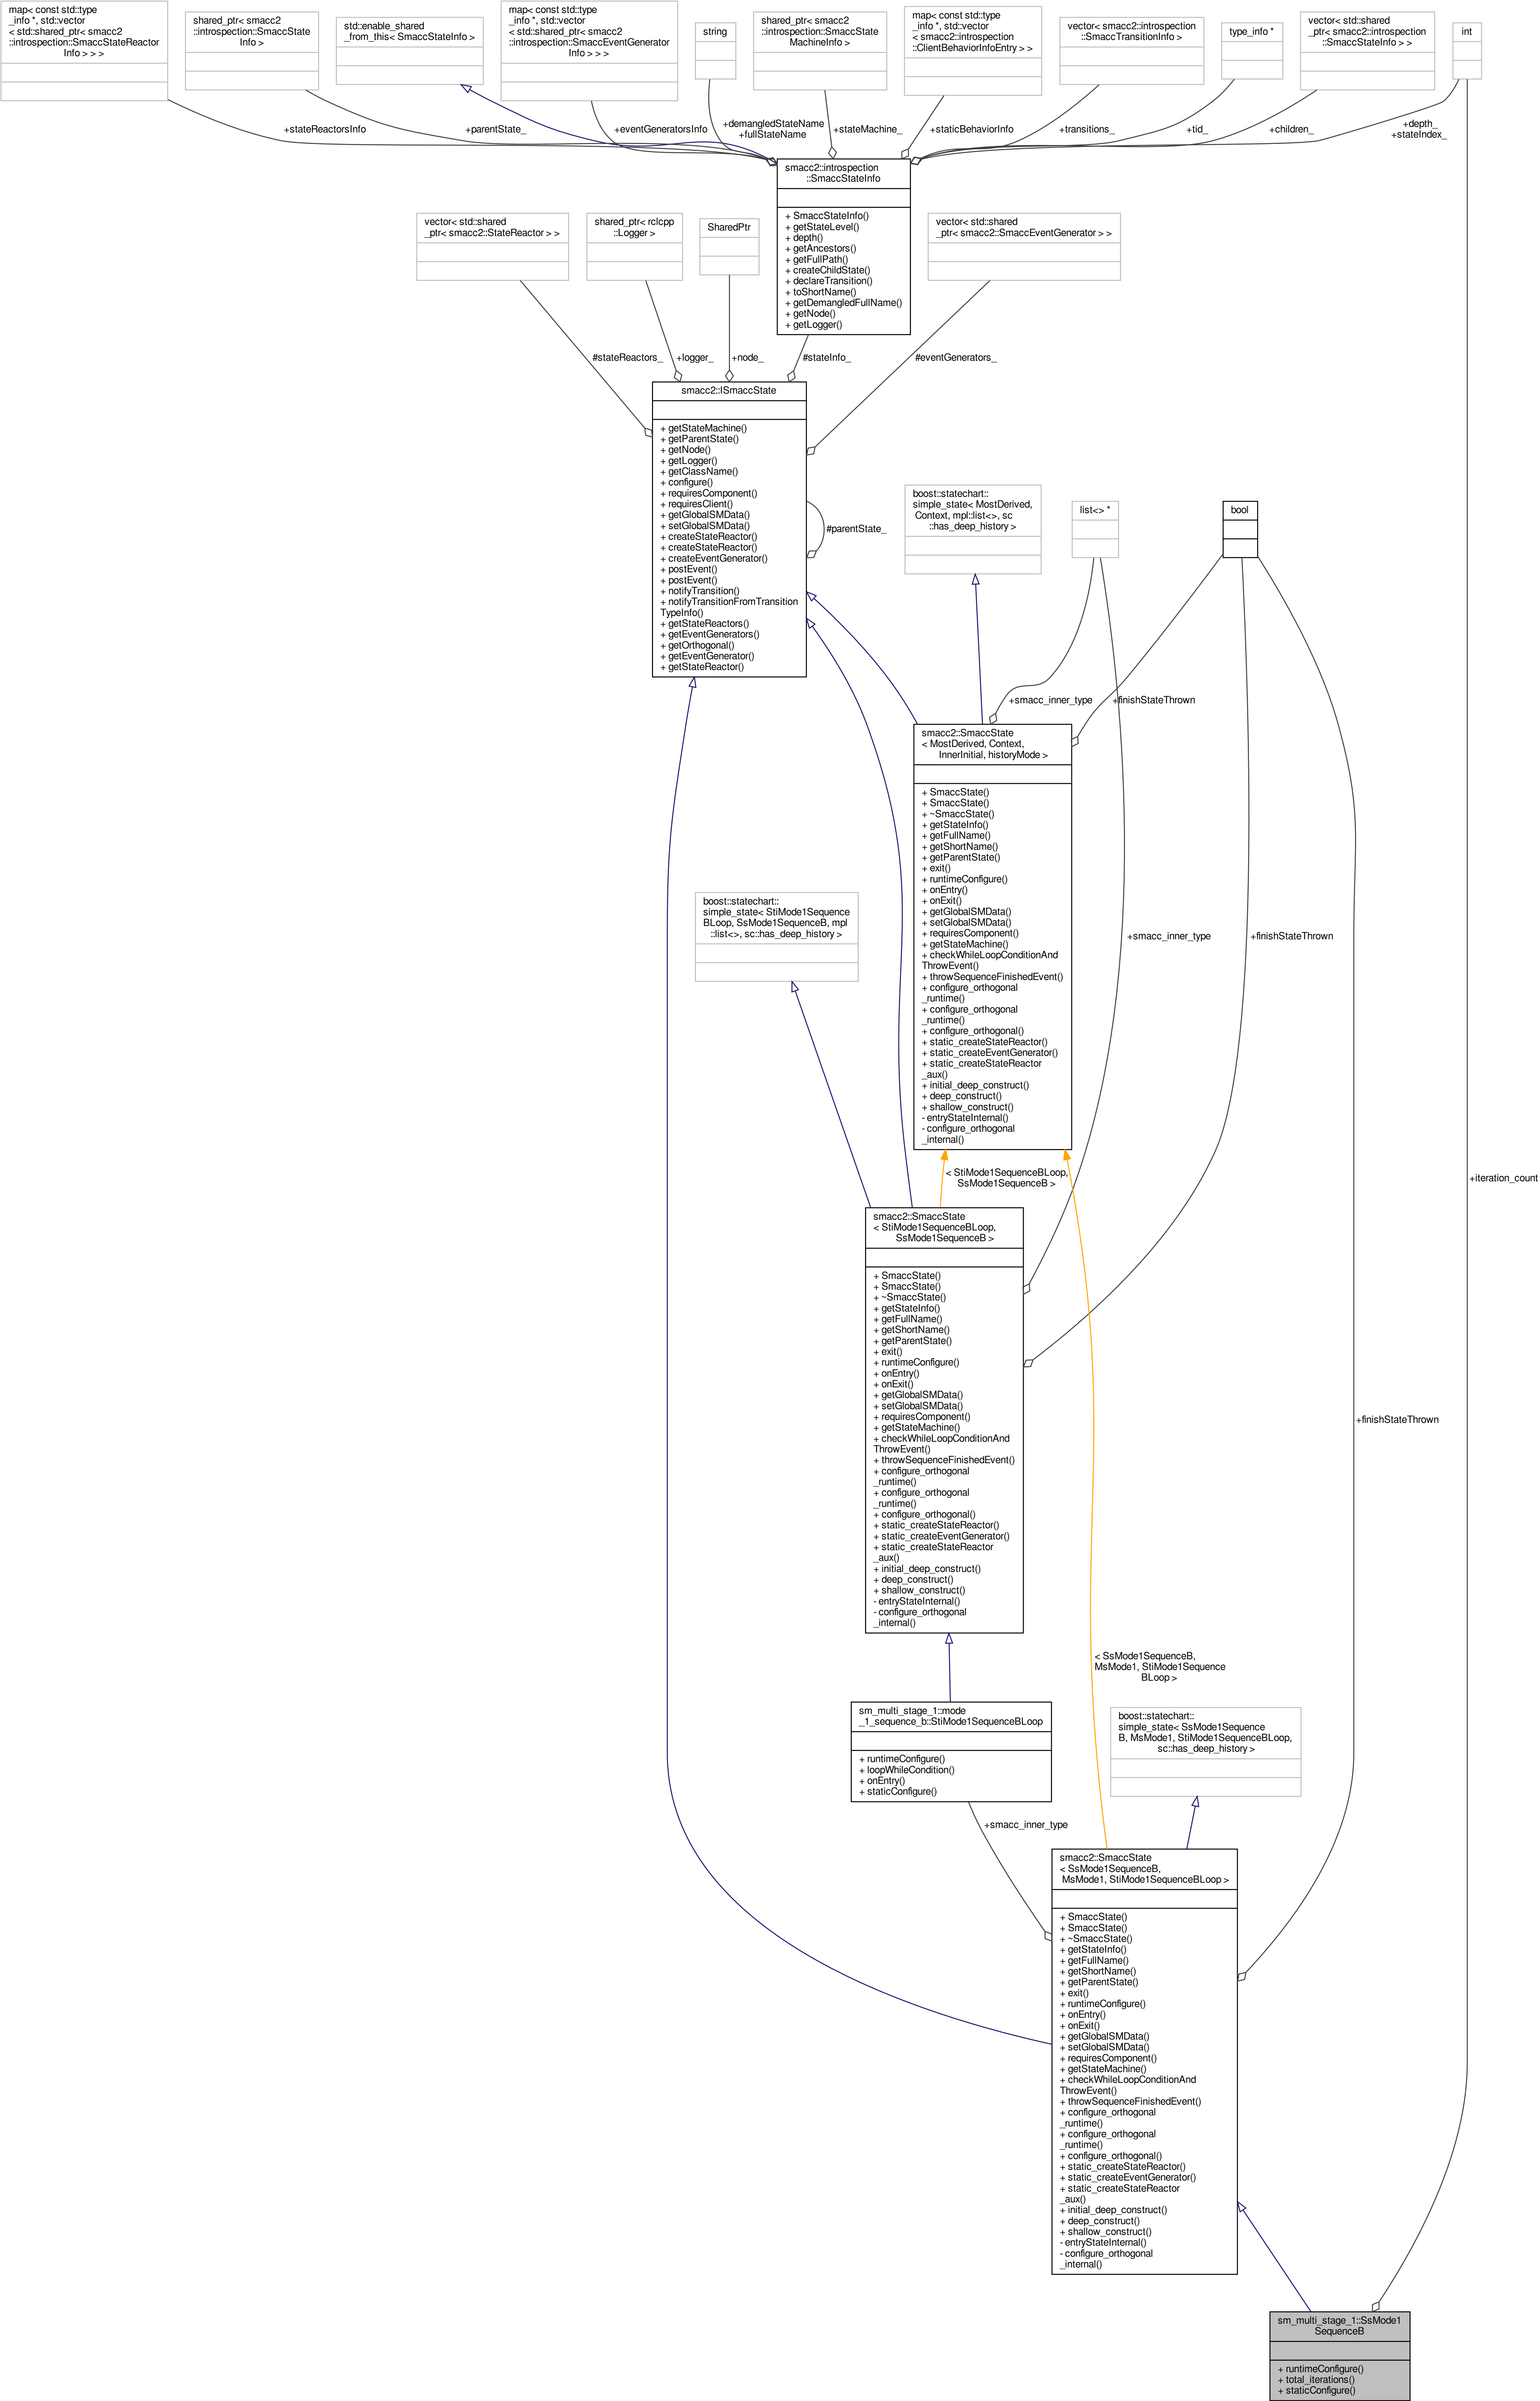 map< const std::type
_info *, std::vector
< std::shared_ptr< smacc2
::introspection::SmaccStateReactor
Info > > >
shared_ptr< smacc2
::introspection::SmaccState
Info >
std::enable_shared
_from_this< SmaccStateInfo >
map< const std::type
_info *, std::vector
< std::shared_ptr< smacc2
::introspection::SmaccEventGenerator
Info > > >
string
shared_ptr< smacc2
::introspection::SmaccState
MachineInfo >
map< const std::type
_info *, std::vector
< smacc2::introspection
::ClientBehaviorInfoEntry > >
vector< smacc2::introspection
::SmaccTransitionInfo >
type_info *
vector< std::shared
_ptr< smacc2::introspection
::SmaccStateInfo > >
int
+stateReactorsInfo
+parentState_
+eventGeneratorsInfo
+demangledStateName
+fullStateName
+stateMachine_
+staticBehaviorInfo
+transitions_
+tid_
+children_
+depth_
+stateIndex_
smacc2::introspection
::SmaccStateInfo
+ SmaccStateInfo()
+ getStateLevel()
+ depth()
+ getAncestors()
+ getFullPath()
+ createChildState()
+ declareTransition()
+ toShortName()
+ getDemangledFullName()
+ getNode()
+ getLogger()
vector< std::shared
_ptr< smacc2::StateReactor > >
shared_ptr< rclcpp
::Logger >
SharedPtr
vector< std::shared
_ptr< smacc2::SmaccEventGenerator > >
#stateReactors_
+logger_
+node_
#stateInfo_
#eventGenerators_
smacc2::ISmaccState
+ getStateMachine()
+ getParentState()
+ getNode()
+ getLogger()
+ getClassName()
+ configure()
+ requiresComponent()
+ requiresClient()
+ getGlobalSMData()
+ setGlobalSMData()
+ createStateReactor()
+ createStateReactor()
+ createEventGenerator()
+ postEvent()
+ postEvent()
+ notifyTransition()
+ notifyTransitionFromTransition
TypeInfo()
+ getStateReactors()
+ getEventGenerators()
+ getOrthogonal()
+ getEventGenerator()
+ getStateReactor()
#parentState_
boost::statechart::
simple_state< MostDerived,
Context, mpl::list<>, sc
::has_deep_history >
list<> *
bool
+smacc_inner_type
+finishStateThrown
smacc2::SmaccState
< MostDerived, Context,
InnerInitial, historyMode >
+ SmaccState()
+ SmaccState()
+ ~SmaccState()
+ getStateInfo()
+ getFullName()
+ getShortName()
+ getParentState()
+ exit()
+ runtimeConfigure()
+ onEntry()
+ onExit()
+ getGlobalSMData()
+ setGlobalSMData()
+ requiresComponent()
+ getStateMachine()
+ checkWhileLoopConditionAnd
ThrowEvent()
+ throwSequenceFinishedEvent()
+ configure_orthogonal
_runtime()
+ configure_orthogonal
_runtime()
+ configure_orthogonal()
+ static_createStateReactor()
+ static_createEventGenerator()
+ static_createStateReactor
_aux()
+ initial_deep_construct()
+ deep_construct()
+ shallow_construct()
- entryStateInternal()
- configure_orthogonal
_internal()
boost::statechart::
simple_state< StiMode1Sequence
BLoop, SsMode1SequenceB, mpl
::list<>, sc::has_deep_history >
+smacc_inner_type
+finishStateThrown
+iteration_count
< StiMode1SequenceBLoop,
SsMode1SequenceB >
smacc2::SmaccState
< StiMode1SequenceBLoop,
SsMode1SequenceB >
+ SmaccState()
+ SmaccState()
+ ~SmaccState()
+ getStateInfo()
+ getFullName()
+ getShortName()
+ getParentState()
+ exit()
+ runtimeConfigure()
+ onEntry()
+ onExit()
+ getGlobalSMData()
+ setGlobalSMData()
+ requiresComponent()
+ getStateMachine()
+ checkWhileLoopConditionAnd
ThrowEvent()
+ throwSequenceFinishedEvent()
+ configure_orthogonal
_runtime()
+ configure_orthogonal
_runtime()
+ configure_orthogonal()
+ static_createStateReactor()
+ static_createEventGenerator()
+ static_createStateReactor
_aux()
+ initial_deep_construct()
+ deep_construct()
+ shallow_construct()
- entryStateInternal()
- configure_orthogonal
_internal()
+finishStateThrown
< SsMode1SequenceB,
MsMode1, StiMode1Sequence
BLoop >
sm_multi_stage_1::mode
_1_sequence_b::StiMode1SequenceBLoop
+ runtimeConfigure()
+ loopWhileCondition()
+ onEntry()
+ staticConfigure()
boost::statechart::
simple_state< SsMode1Sequence
B, MsMode1, StiMode1SequenceBLoop,
sc::has_deep_history >
+smacc_inner_type
smacc2::SmaccState
< SsMode1SequenceB,
MsMode1, StiMode1SequenceBLoop >
+ SmaccState()
+ SmaccState()
+ ~SmaccState()
+ getStateInfo()
+ getFullName()
+ getShortName()
+ getParentState()
+ exit()
+ runtimeConfigure()
+ onEntry()
+ onExit()
+ getGlobalSMData()
+ setGlobalSMData()
+ requiresComponent()
+ getStateMachine()
+ checkWhileLoopConditionAnd
ThrowEvent()
+ throwSequenceFinishedEvent()
+ configure_orthogonal
_runtime()
+ configure_orthogonal
_runtime()
+ configure_orthogonal()
+ static_createStateReactor()
+ static_createEventGenerator()
+ static_createStateReactor
_aux()
+ initial_deep_construct()
+ deep_construct()
+ shallow_construct()
- entryStateInternal()
- configure_orthogonal
_internal()
sm_multi_stage_1::SsMode1
SequenceB
+ runtimeConfigure()
+ total_iterations()
+ staticConfigure()